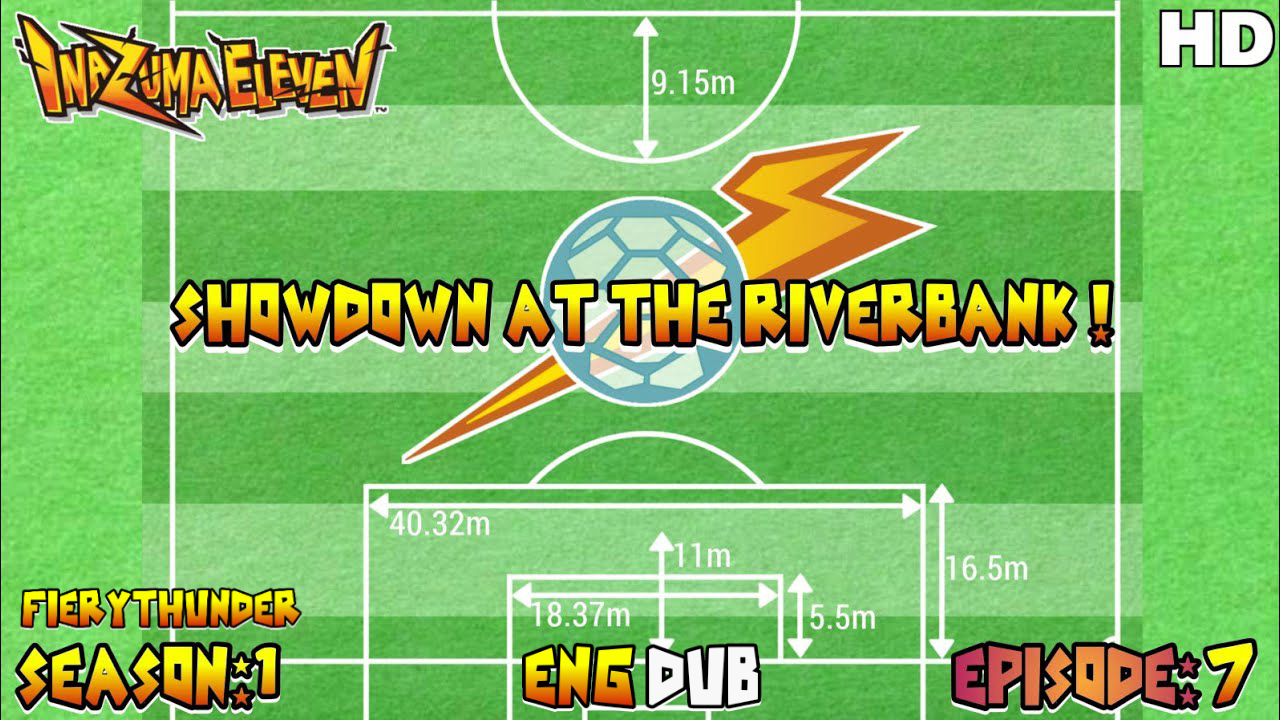 INAZUMA ELEVEN
TM
HD
9.15m
SHOWDOWN AT THE RIVERBANK !
40.32m
11m
16.5m
18.37m
5.5m
FIERYTHUNDER
SEASON:1
ENG DUB
EPISODE:7